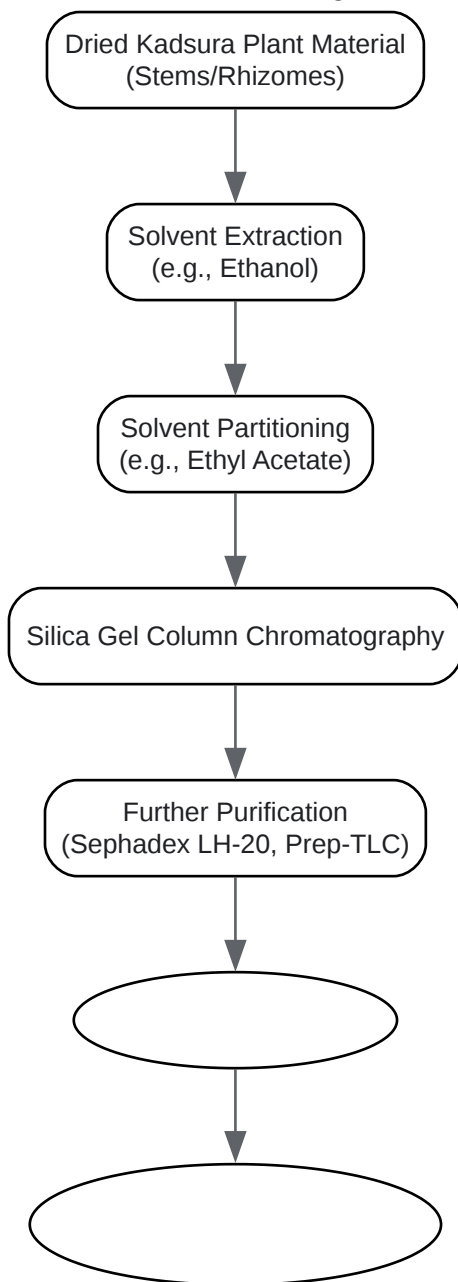 Dried Kadsura Plant Material
(Stems/Rhizomes)
Solvent Extraction
(e.g., Ethanol)
Solvent Partitioning
(e.g., Ethyl Acetate)
Silica Gel Column Chromatography
Further Purification
(Sephadex LH-20, Prep-TLC)